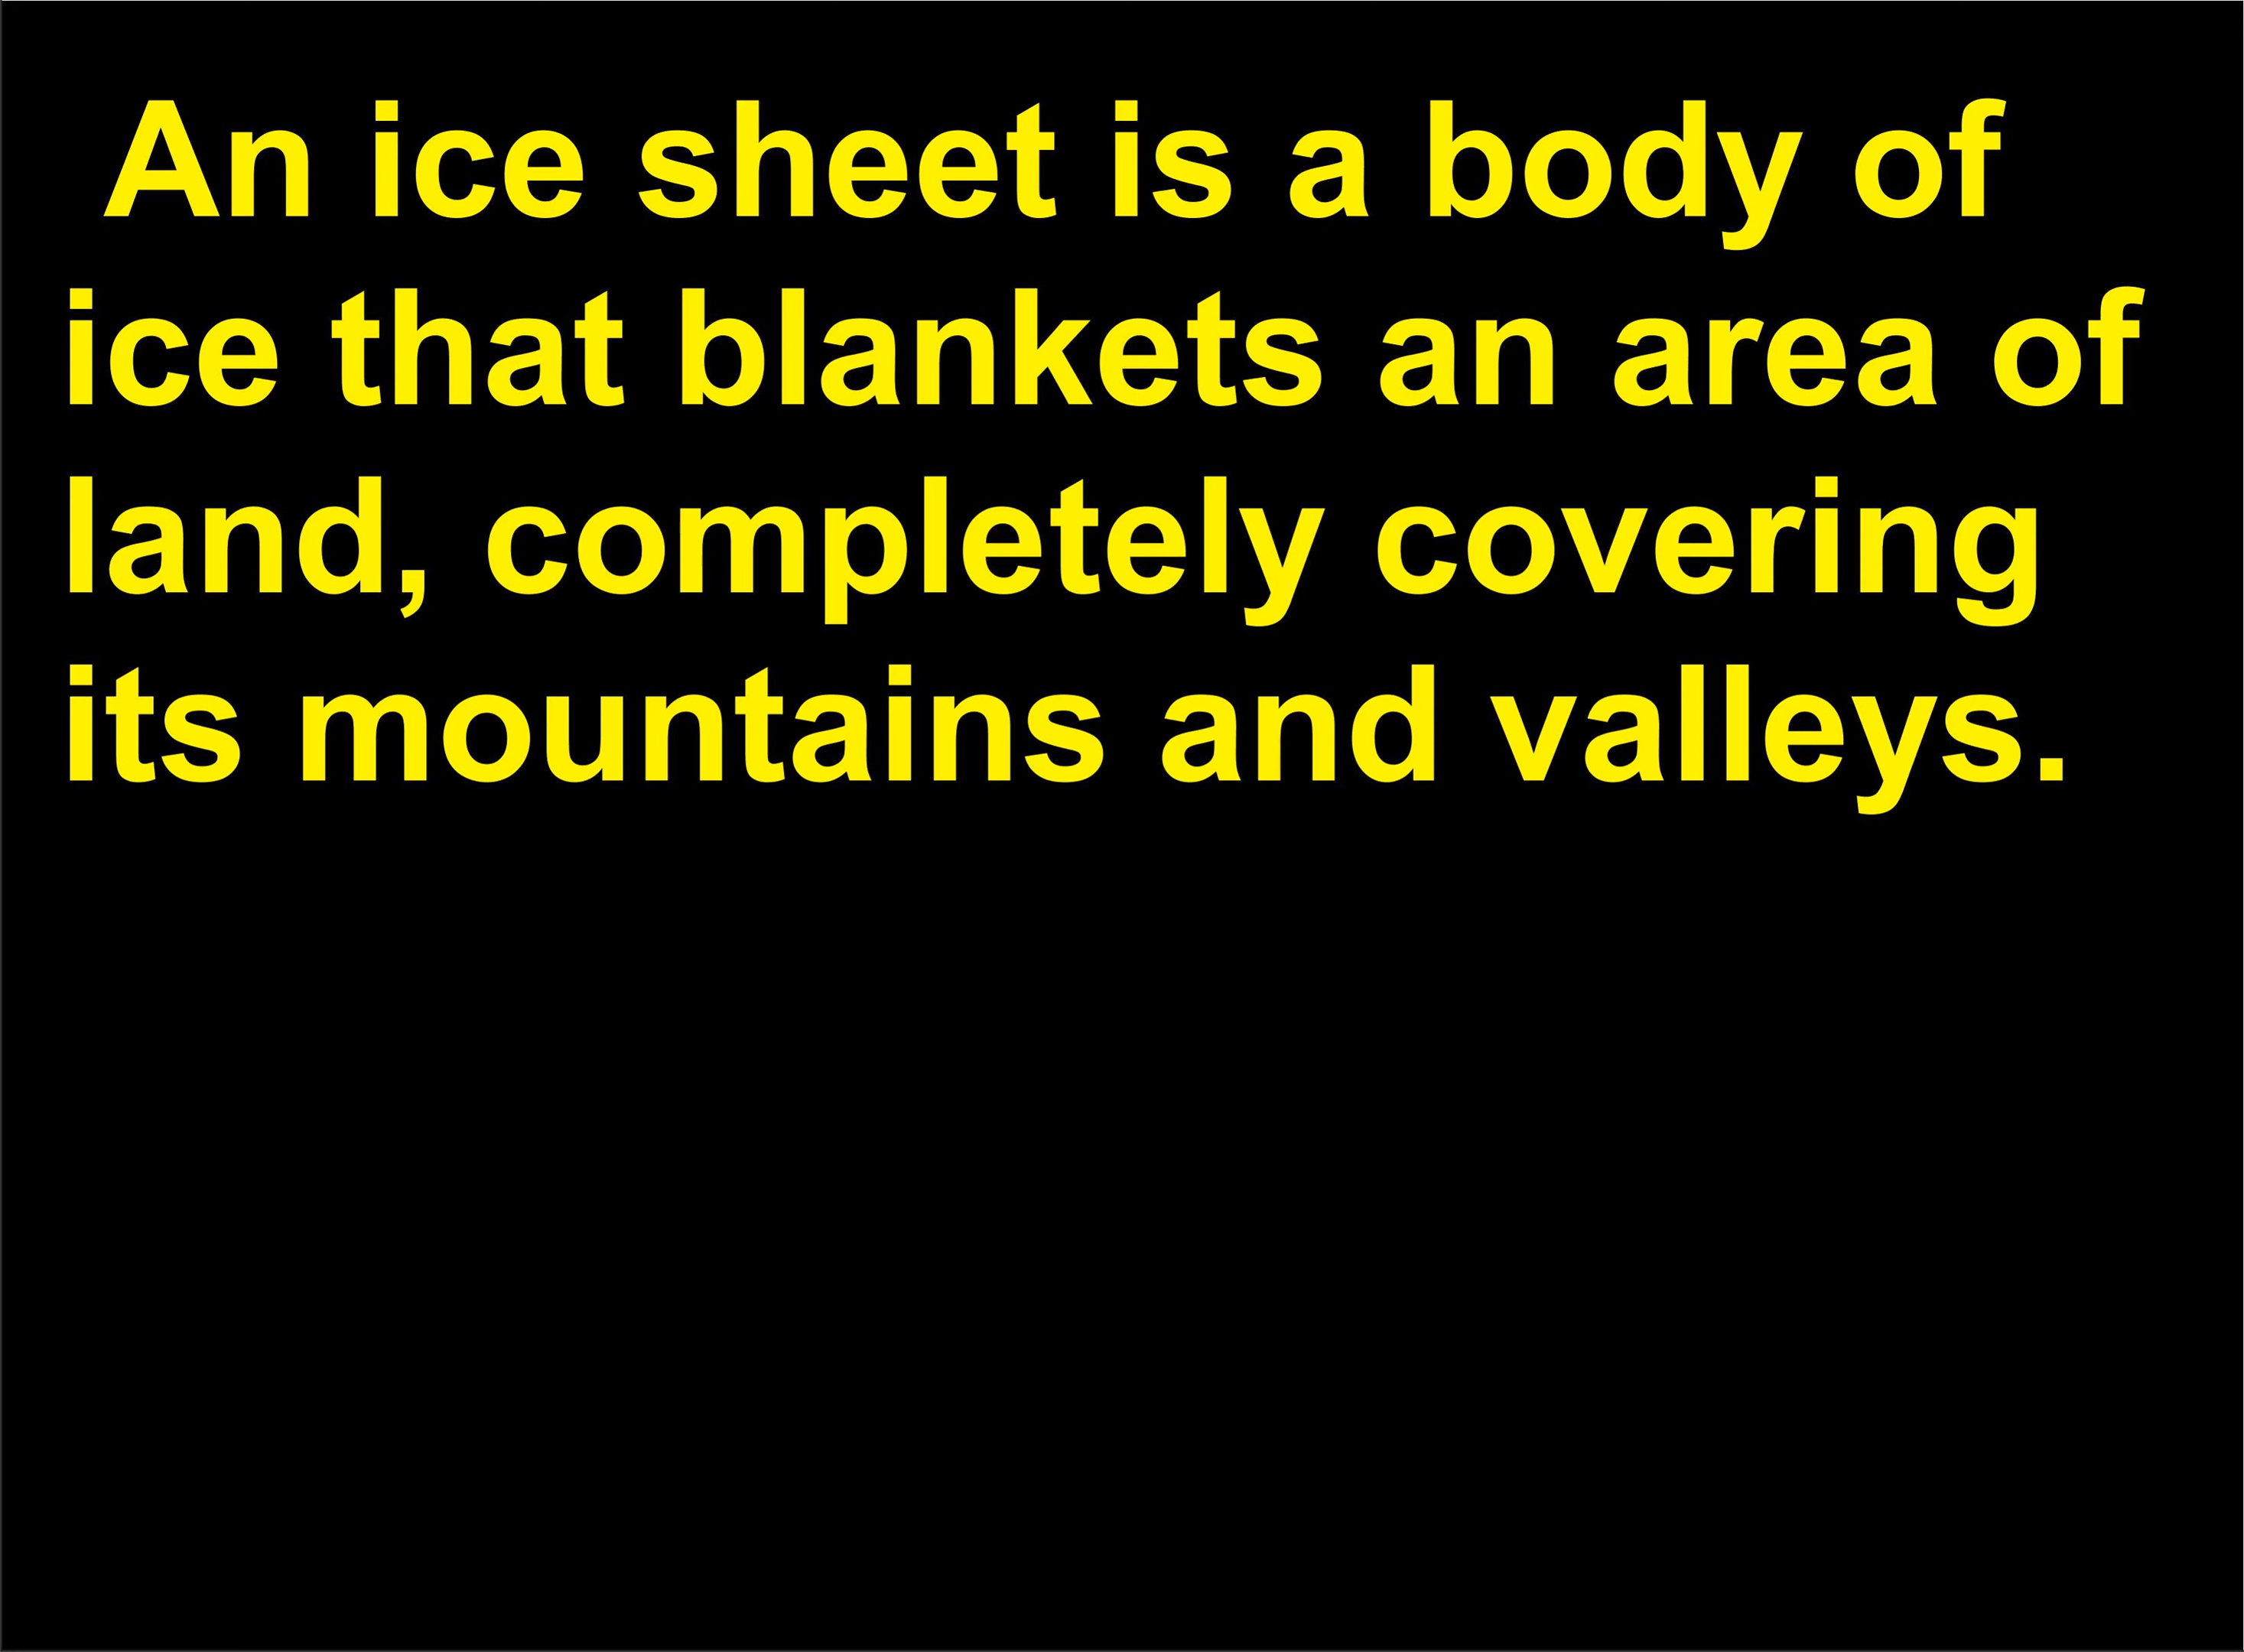 An ice sheet is a body of
ice that blankets an area of
land, completely covering
its mountains and valleys.